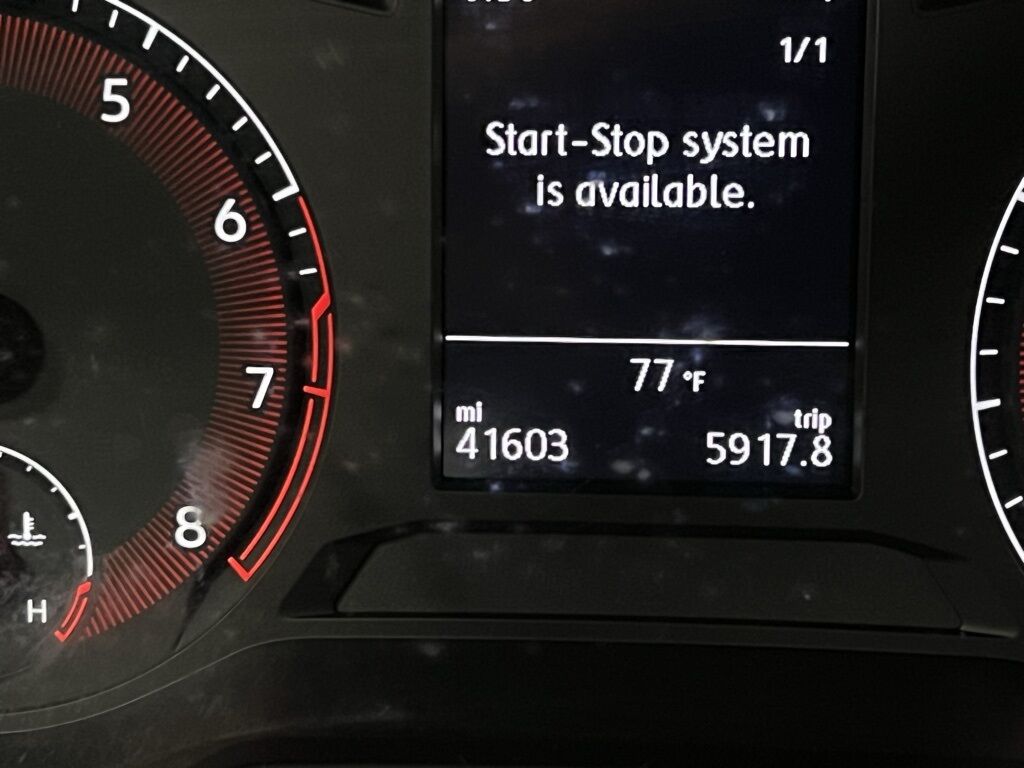 1/1
5
Start-Stop system
6
is available.
7
77 °F
mi
trip
41603
5917.8
8
H